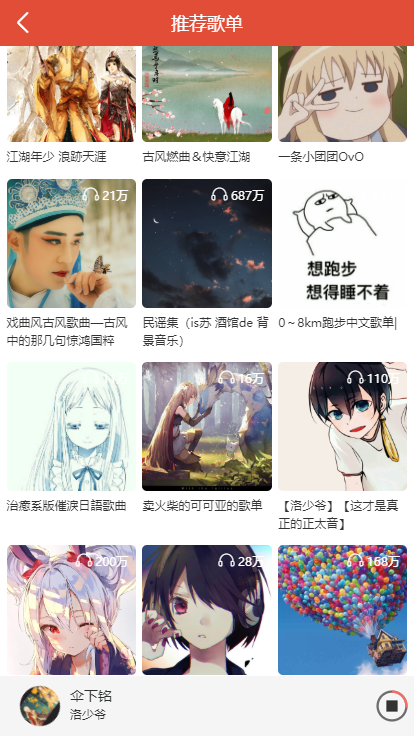 推荐歌单
江湖年少 浪跡天涯
古风燃曲＆快意江湖
一条小团团OvO
21万
687万
想跑步
想得睡不着
戏曲风古风歌曲—古风
中的那几句惊鸿国粹
民谣集（is苏 酒馆de 背
景音乐）
0～8km跑步中文歌单|
16万
110万
治癒系版催淚日語歌曲
卖火柴的可可亚的歌单
【洛少爷】【这才是真
正的正太音】
200万
28万
168万
伞下铭
洛少爷